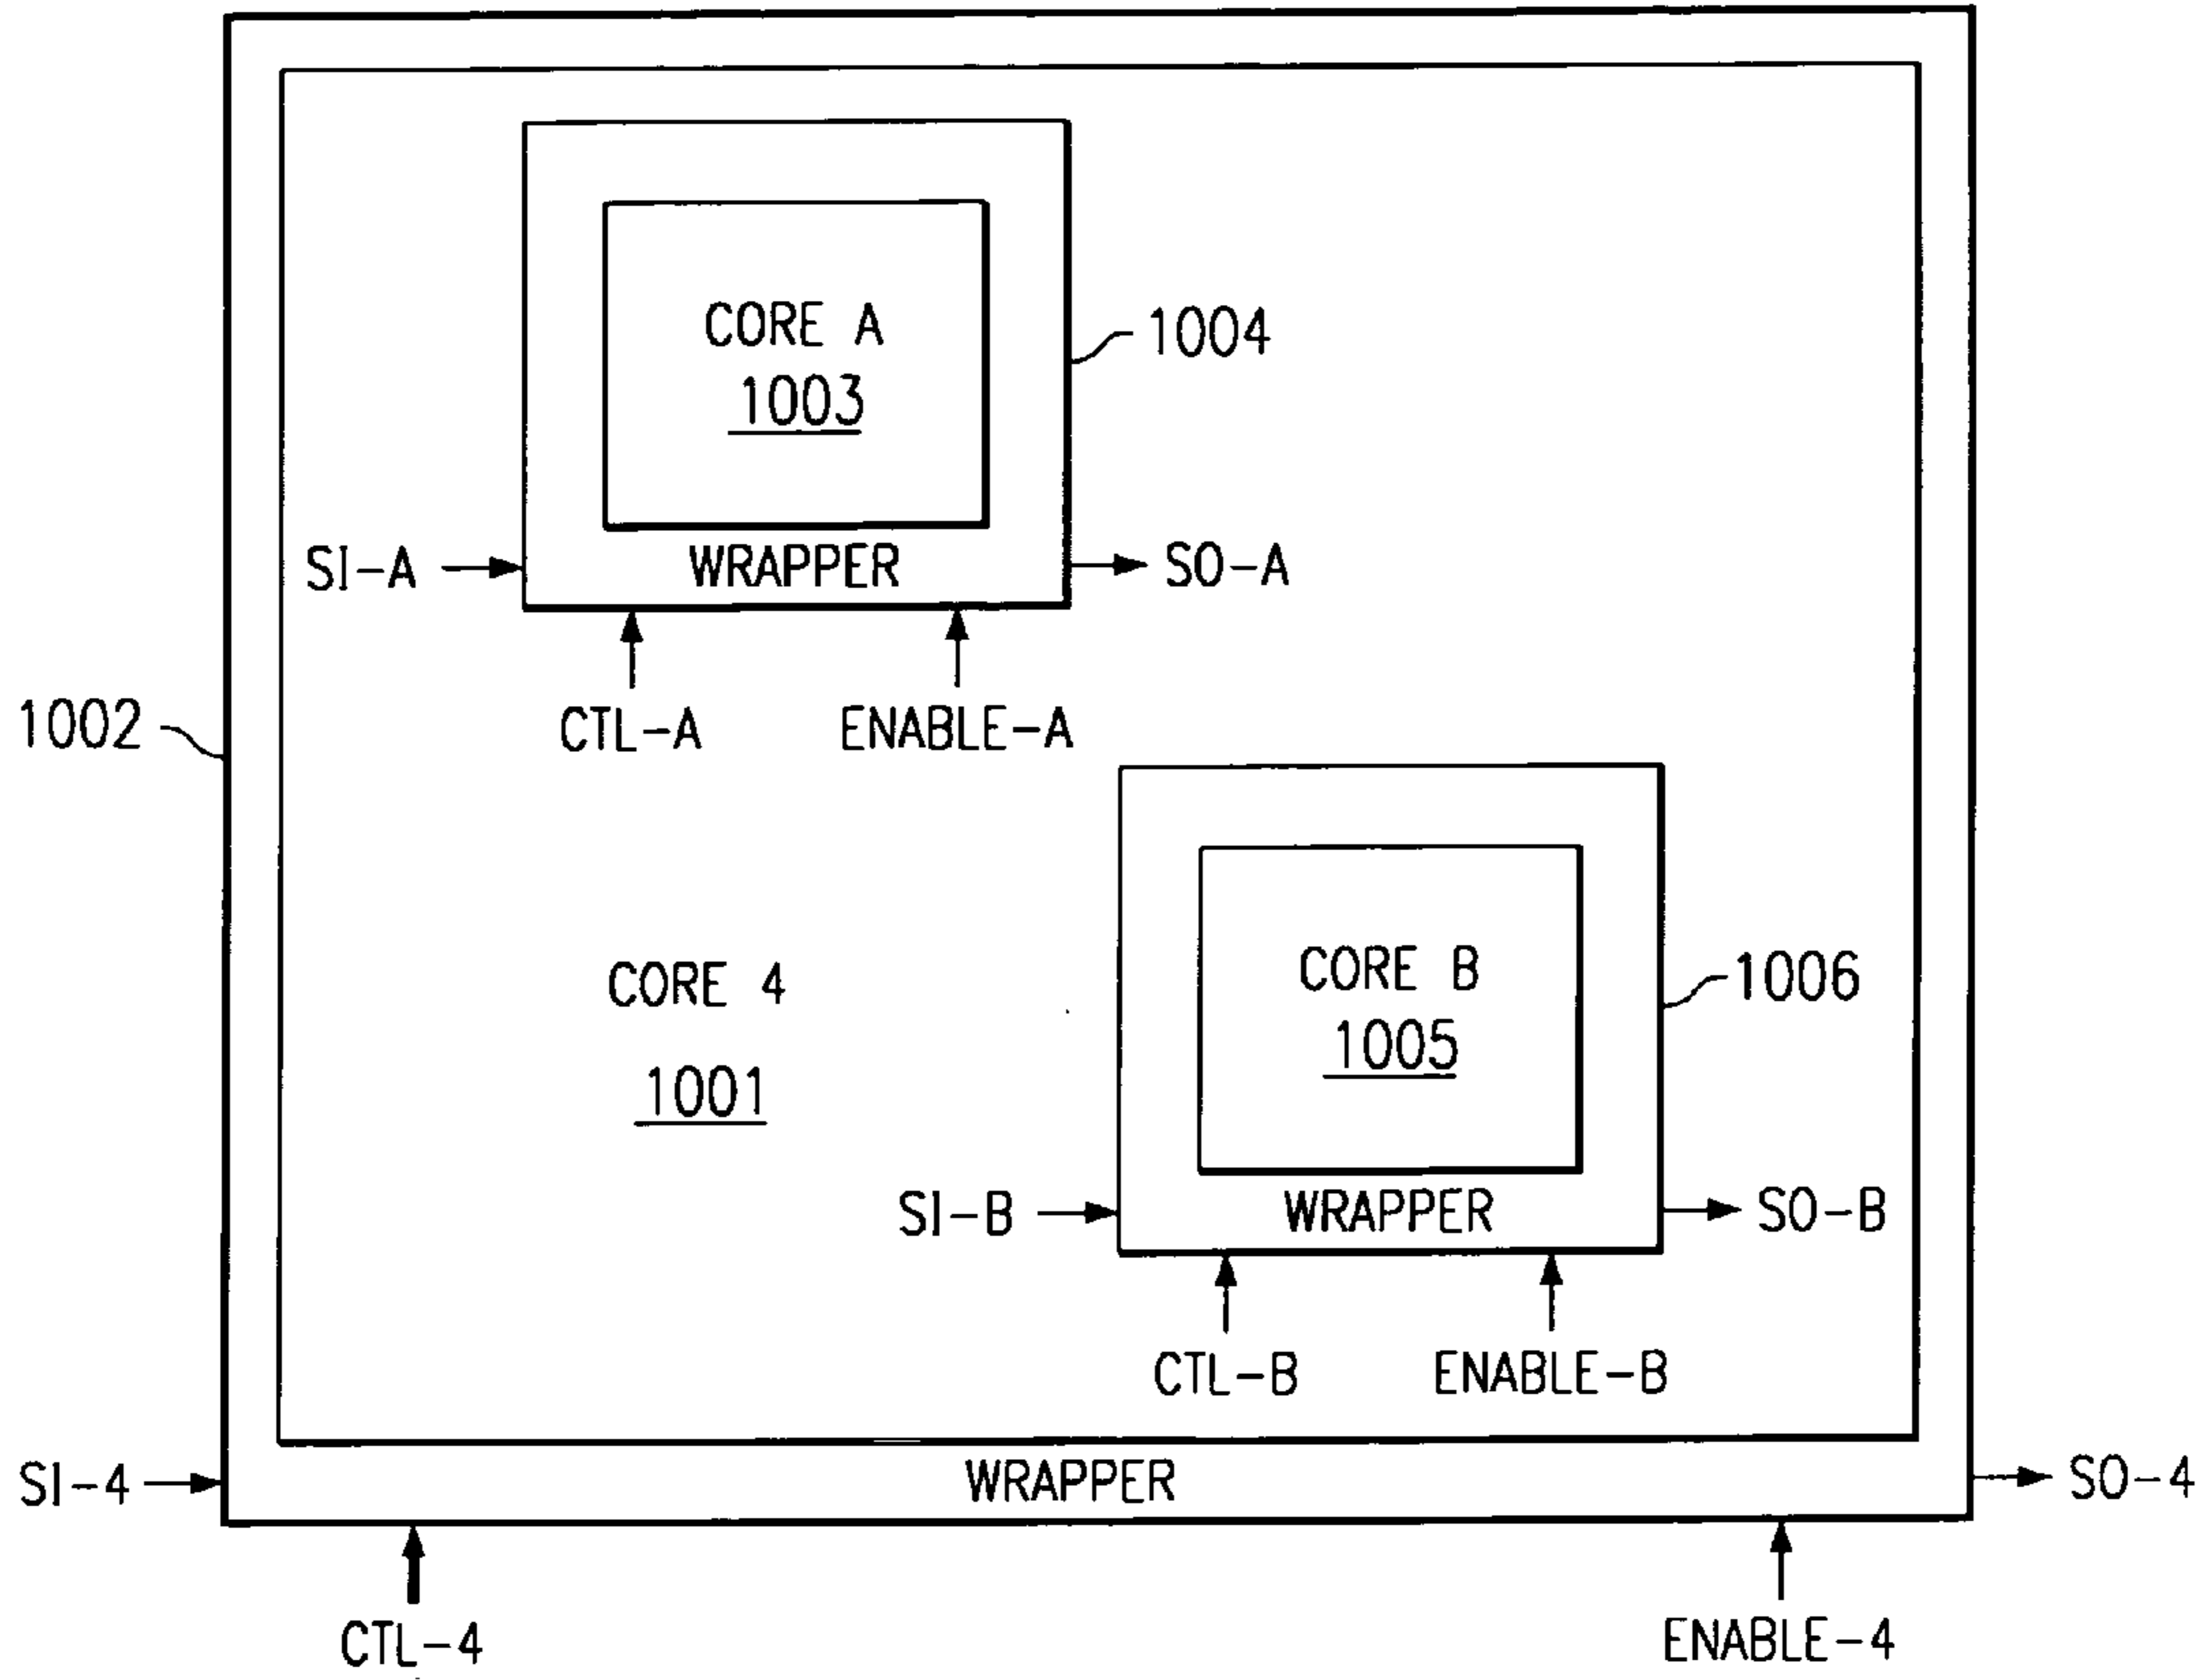 CORE A
1003
1004
SI-A
WRAPPER
SO-A
CTL-A
ENABLE-A
1002
CORE B
1005
1006
CORE 4
1001
SI-B
WRAPPER
SO-B
CTL-B
ENABLE-B
SI-4
WRAPPER
SO-4
CTL-4
ENABLE-4